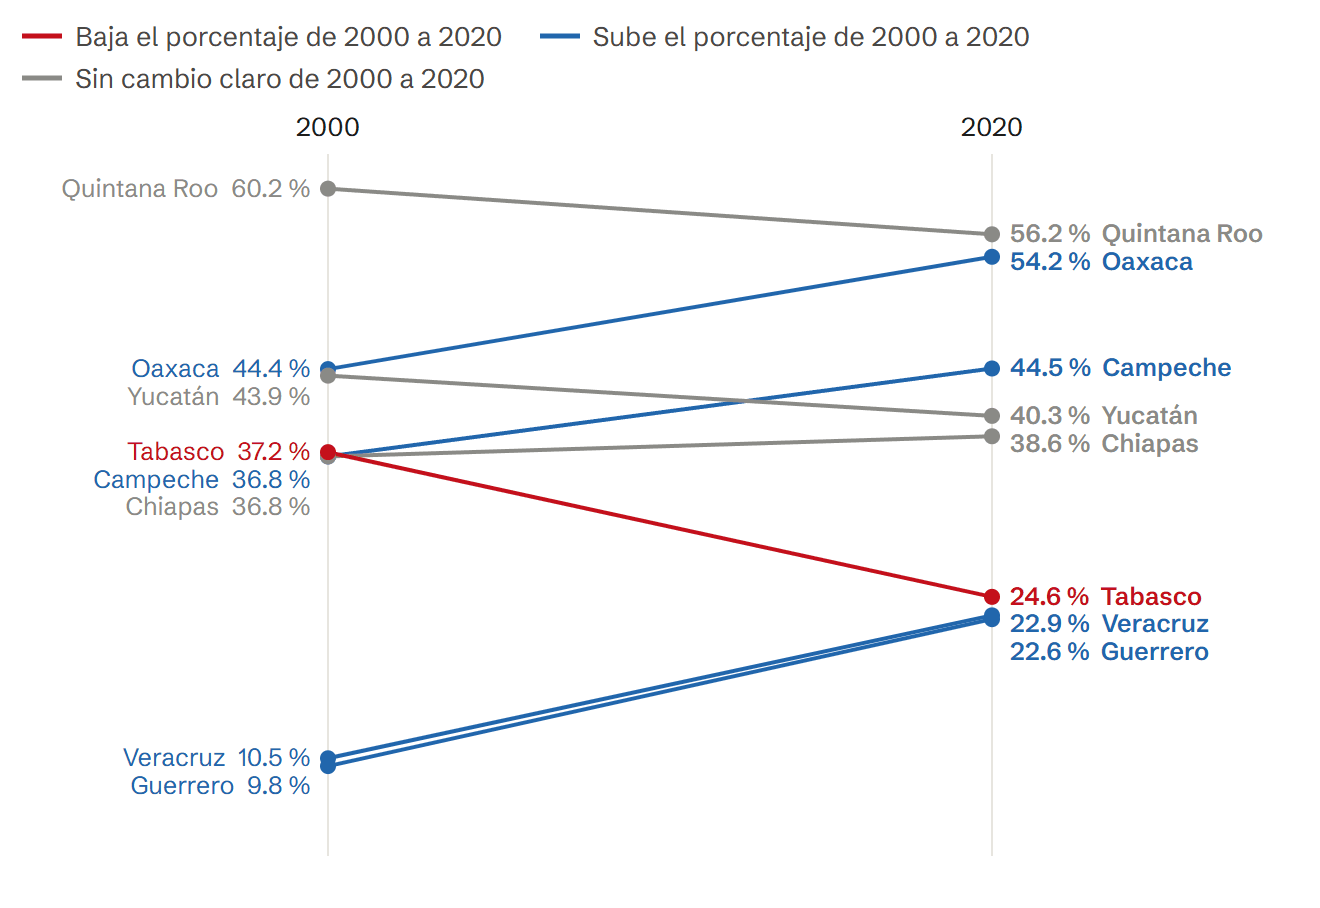 Baja el porcentaje de 2000 a 2020 Sube el porcentaje de 2000 a 2020
Sin cambio claro de 2000 a 2020
2000 2020
Quintana Roo 60.2 %
56.2 % Quintana Roo
54.2 % Oaxaca
Oaxaca 44.4 % 44.5 % Campeche
Yucatán 43.9 %
40.3 % Yucatán
38.6 % Chiapas
Tabasco 37.2 %
Campeche 36.8 %
Chiapas 36.8 %
24.6 % Tabasco
22.9 % Veracruz
22.6 % Guerrero
Veracruz 10.5 %
Guerrero 9.8 %